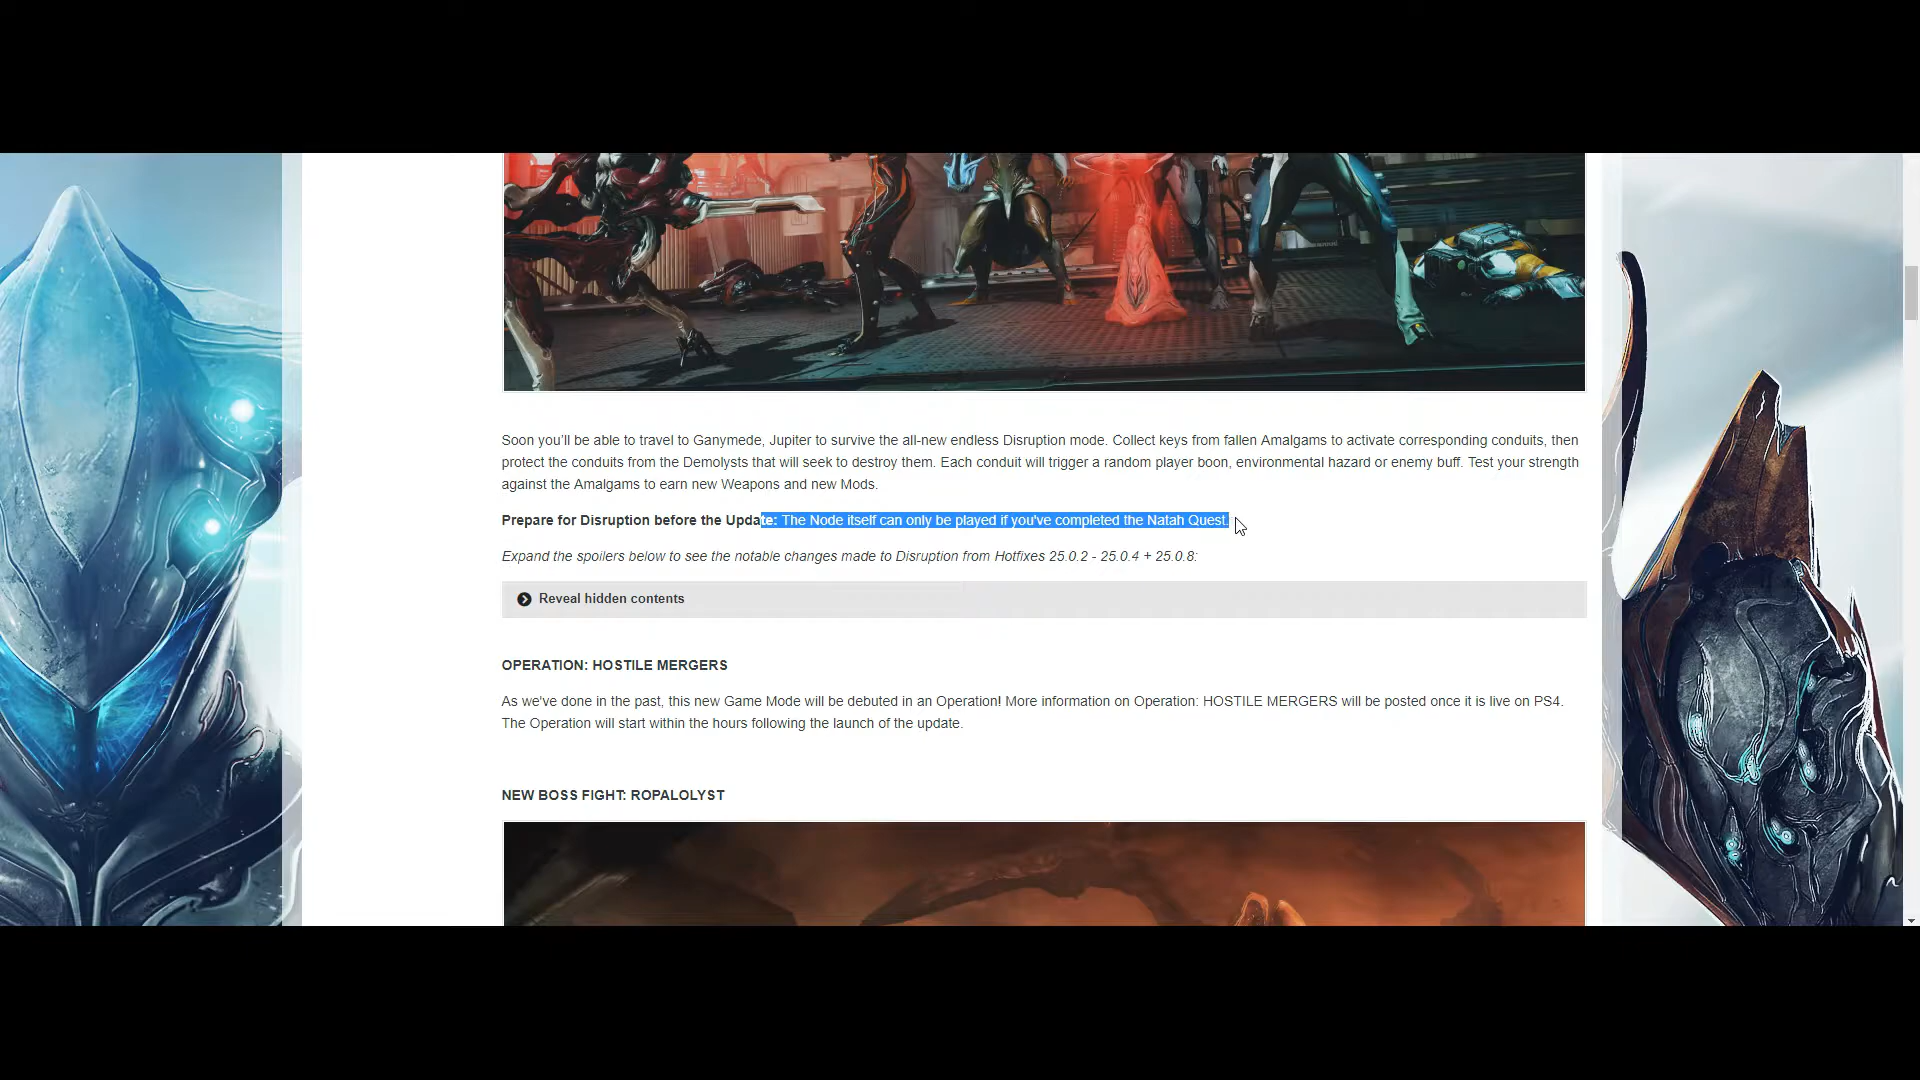 Soon you’ll be able to travel to Ganymede, Jupiter to survive the all-new endless Disruption mode. Collect keys from fallen Amalgams to activate corresponding conduits, then
protect the conduits from the Demolysts that will seek to destroy them. Each conduit will trigger a random player boon, environmental hazard or enemy buff. Test your strength
against the Amalgams to earn new Weapons and new Mods.
Prepare for Disruption before the Update: The Node itself can only be played if you've completed the Natah Quest.
Expand the spoilers below to see the notable changes made to Disruption from Hotfixes 25.0.2 - 25.0.4 + 25.0.8:
Reveal hidden contents
OPERATION: HOSTILE MERGERS
As we've done in the past, this new Game Mode will be debuted in an Operation! More information on Operation: HOSTILE MERGERS will be posted once it is live on PS4.
The Operation will start within the hours following the launch of the update.
NEW BOSS FIGHT: ROPALOLYST